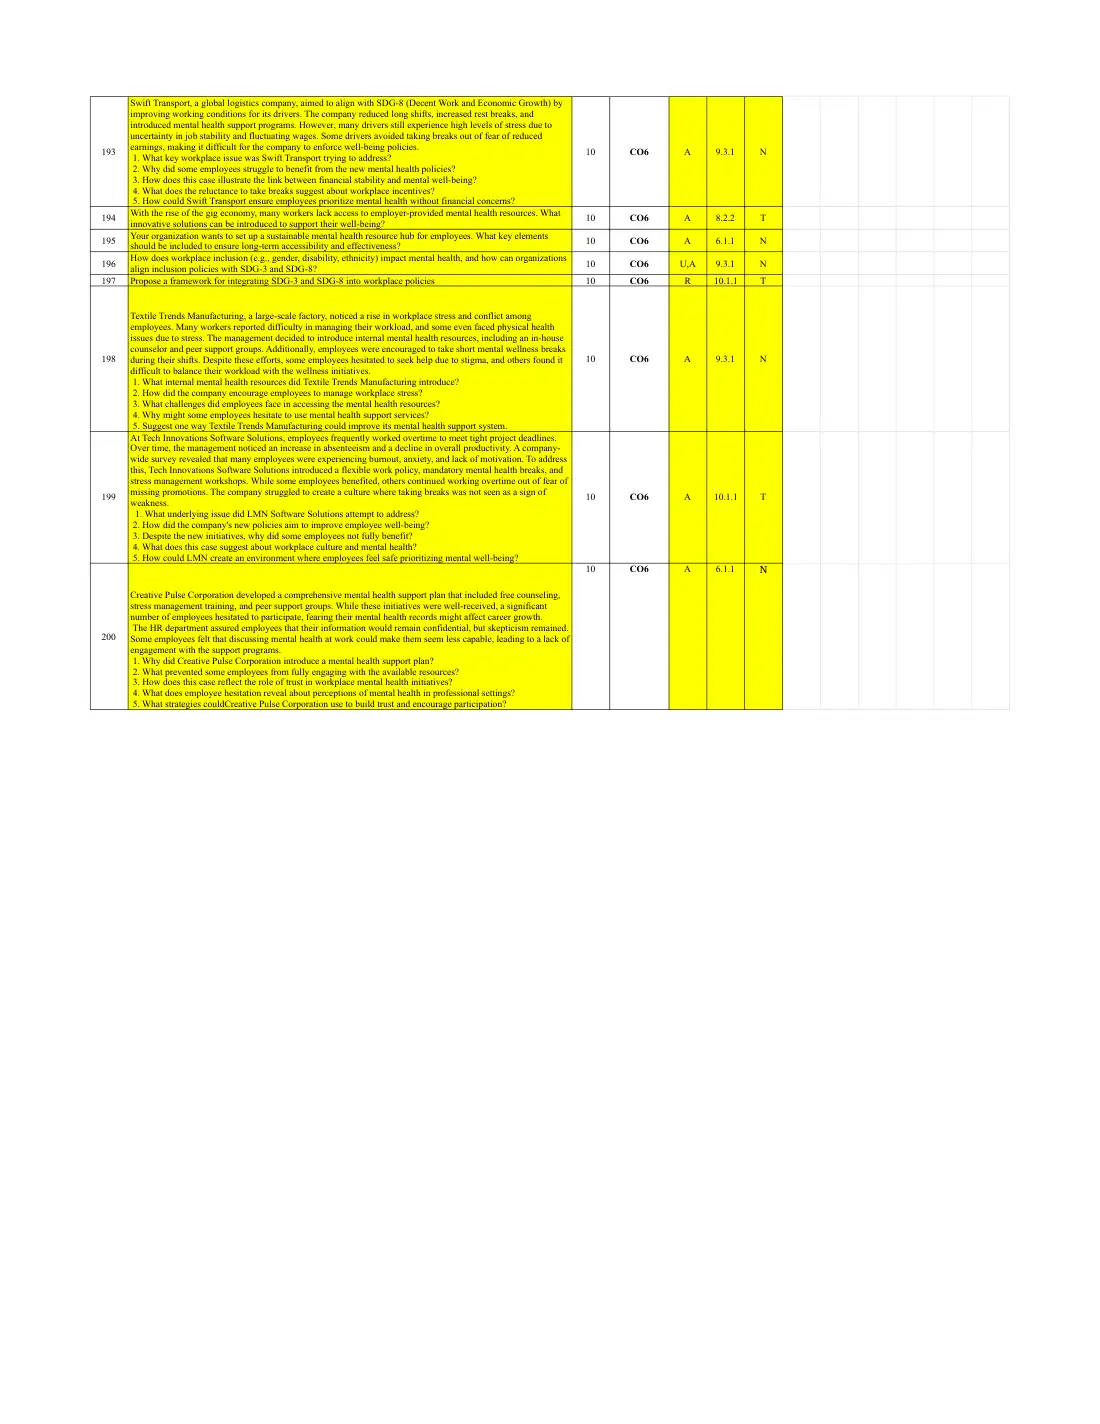 Swift Transport, a global logistics company, aimed to align with SDG-8 (Decent Work and Economic Growth) by
improving working conditions for its drivers. The company reduced long shifts, increased rest breaks, and
introduced mental health support programs. However, many drivers still experience high levels of stress due to
uncertainty in job stability and fluctuating wages. Some drivers avoided taking breaks out of fear of reduced
earnings, making it difficult for the company to enforce well-being policies.
193 1. What key workplace issue was Swift Transport trying to address? 10 CO6 A 9.3.1 N
2. Why did some employees struggle to benefit from the new mental health policies?
3. How does this case illustrate the link between financial stability and mental well-being?
4. What does the reluctance to take breaks suggest about workplace incentives?
5. How could Swift Transport ensure employees prioritize mental health without financial concerns?
194 With the rise of the gig economy, many workers lack access to employer-provided mental health resources. What 10 CO6 A 8.2.2 T
innovative solutions can be introduced to support their well-being?
195 Your organization wants to set up a sustainable mental health resource hub for employees. What key elements 10 CO6 A 6.1.1 N
should be included to ensure long-term accessibility and effectiveness?
196 How does workplace inclusion (e.g., gender, disability, ethnicity) impact mental health, and how can organizations 10 CO6 U,A 9.3.1 N
align inclusion policies with SDG-3 and SDG-8?
197 Propose a framework for integrating SDG-3 and SDG-8 into workplace policies 10 CO6 R 10.1.1 T
Textile Trends Manufacturing, a large-scale factory, noticed a rise in workplace stress and conflict among
employees. Many workers reported difficulty in managing their workload, and some even faced physical health
issues due to stress. The management decided to introduce internal mental health resources, including an in-house
counselor and peer support groups. Additionally, employees were encouraged to take short mental wellness breaks
198 during their shifts. Despite these efforts, some employees hesitated to seek help due to stigma, and others found it 10 CO6 A 9.3.1 N
difficult to balance their workload with the wellness initiatives.
1. What internal mental health resources did Textile Trends Manufacturing introduce?
2. How did the company encourage employees to manage workplace stress?
3. What challenges did employees face in accessing the mental health resources?
4. Why might some employees hesitate to use mental health support services?
5. Suggest one way Textile Trends Manufacturing could improve its mental health support system.
At Tech Innovations Software Solutions, employees frequently worked overtime to meet tight project deadlines.
Over time, the management noticed an increase in absenteeism and a decline in overall productivity. A company-
wide survey revealed that many employees were experiencing burnout, anxiety, and lack of motivation. To address
this, Tech Innovations Software Solutions introduced a flexible work policy, mandatory mental health breaks, and
stress management workshops. While some employees benefited, others continued working overtime out of fear of
199 missing promotions. The company struggled to create a culture where taking breaks was not seen as a sign of 10 CO6 A 10.1.1 T
weakness.
1. What underlying issue did LMN Software Solutions attempt to address?
2. How did the company's new policies aim to improve employee well-being?
3. Despite the new initiatives, why did some employees not fully benefit?
4. What does this case suggest about workplace culture and mental health?
5. How could LMN create an environment where employees feel safe prioritizing mental well-being?
10 CO6 A 6.1.1 N
Creative Pulse Corporation developed a comprehensive mental health support plan that included free counseling,
stress management training, and peer support groups. While these initiatives were well-received, a significant
number of employees hesitated to participate, fearing their mental health records might affect career growth.
The HR department assured employees that their information would remain confidential, but skepticism remained.
200 Some employees felt that discussing mental health at work could make them seem less capable, leading to a lack of
engagement with the support programs.
1. Why did Creative Pulse Corporation introduce a mental health support plan?
2. What prevented some employees from fully engaging with the available resources?
3. How does this case reflect the role of trust in workplace mental health initiatives?
4. What does employee hesitation reveal about perceptions of mental health in professional settings?
5. What strategies couldCreative Pulse Corporation use to build trust and encourage participation?